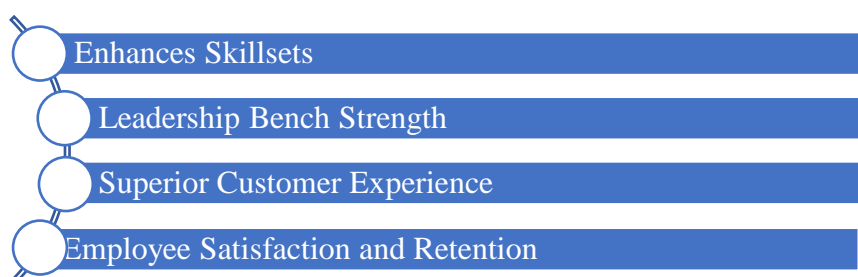 Enhances Skillsets
Leadership Bench Strength
Superior Customer Experience
Employee Satisfaction and Retention